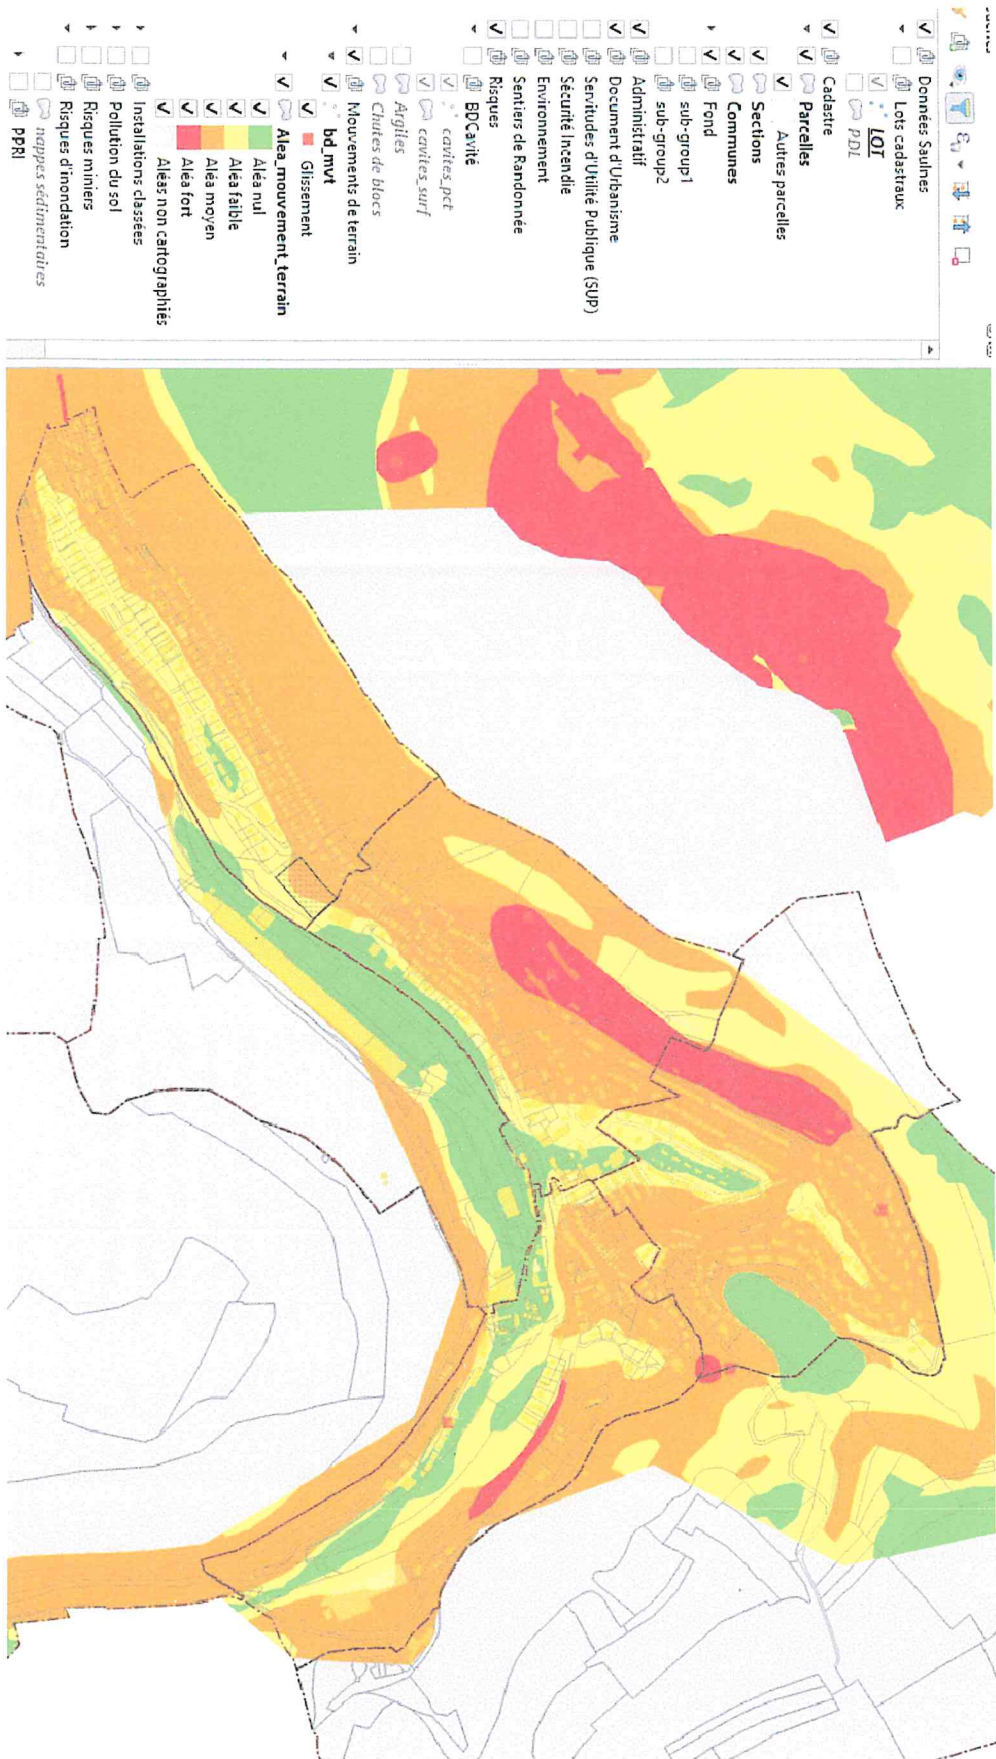 Données Saulnes
Lots cadastraux
LOT
PDL
Cadastre
Parcelles
Autres parcelles
Sections
Communes
Fond
sub-group1
sub-group2
Administratif
Document d'Urbanisme
Servitudes d'Utilité Publique (SUP)
Sécurité Incendie
Environnement
Sentiers de Randonnée
Risques
BDCavité
cavites_pct
cavites_surf
Argiles
Chutes de blocs
Mouvements de terrain
bd_mvt
Glissement
Alea_mouvement_terrain
Aléa nul
Aléa faible
Aléa moyen
Aléa fort
Aléas non cartographiés
Installations classées
Pollution du sol
Risques miniers
Risques d'inondation
nappes sédimentaires
PPRI